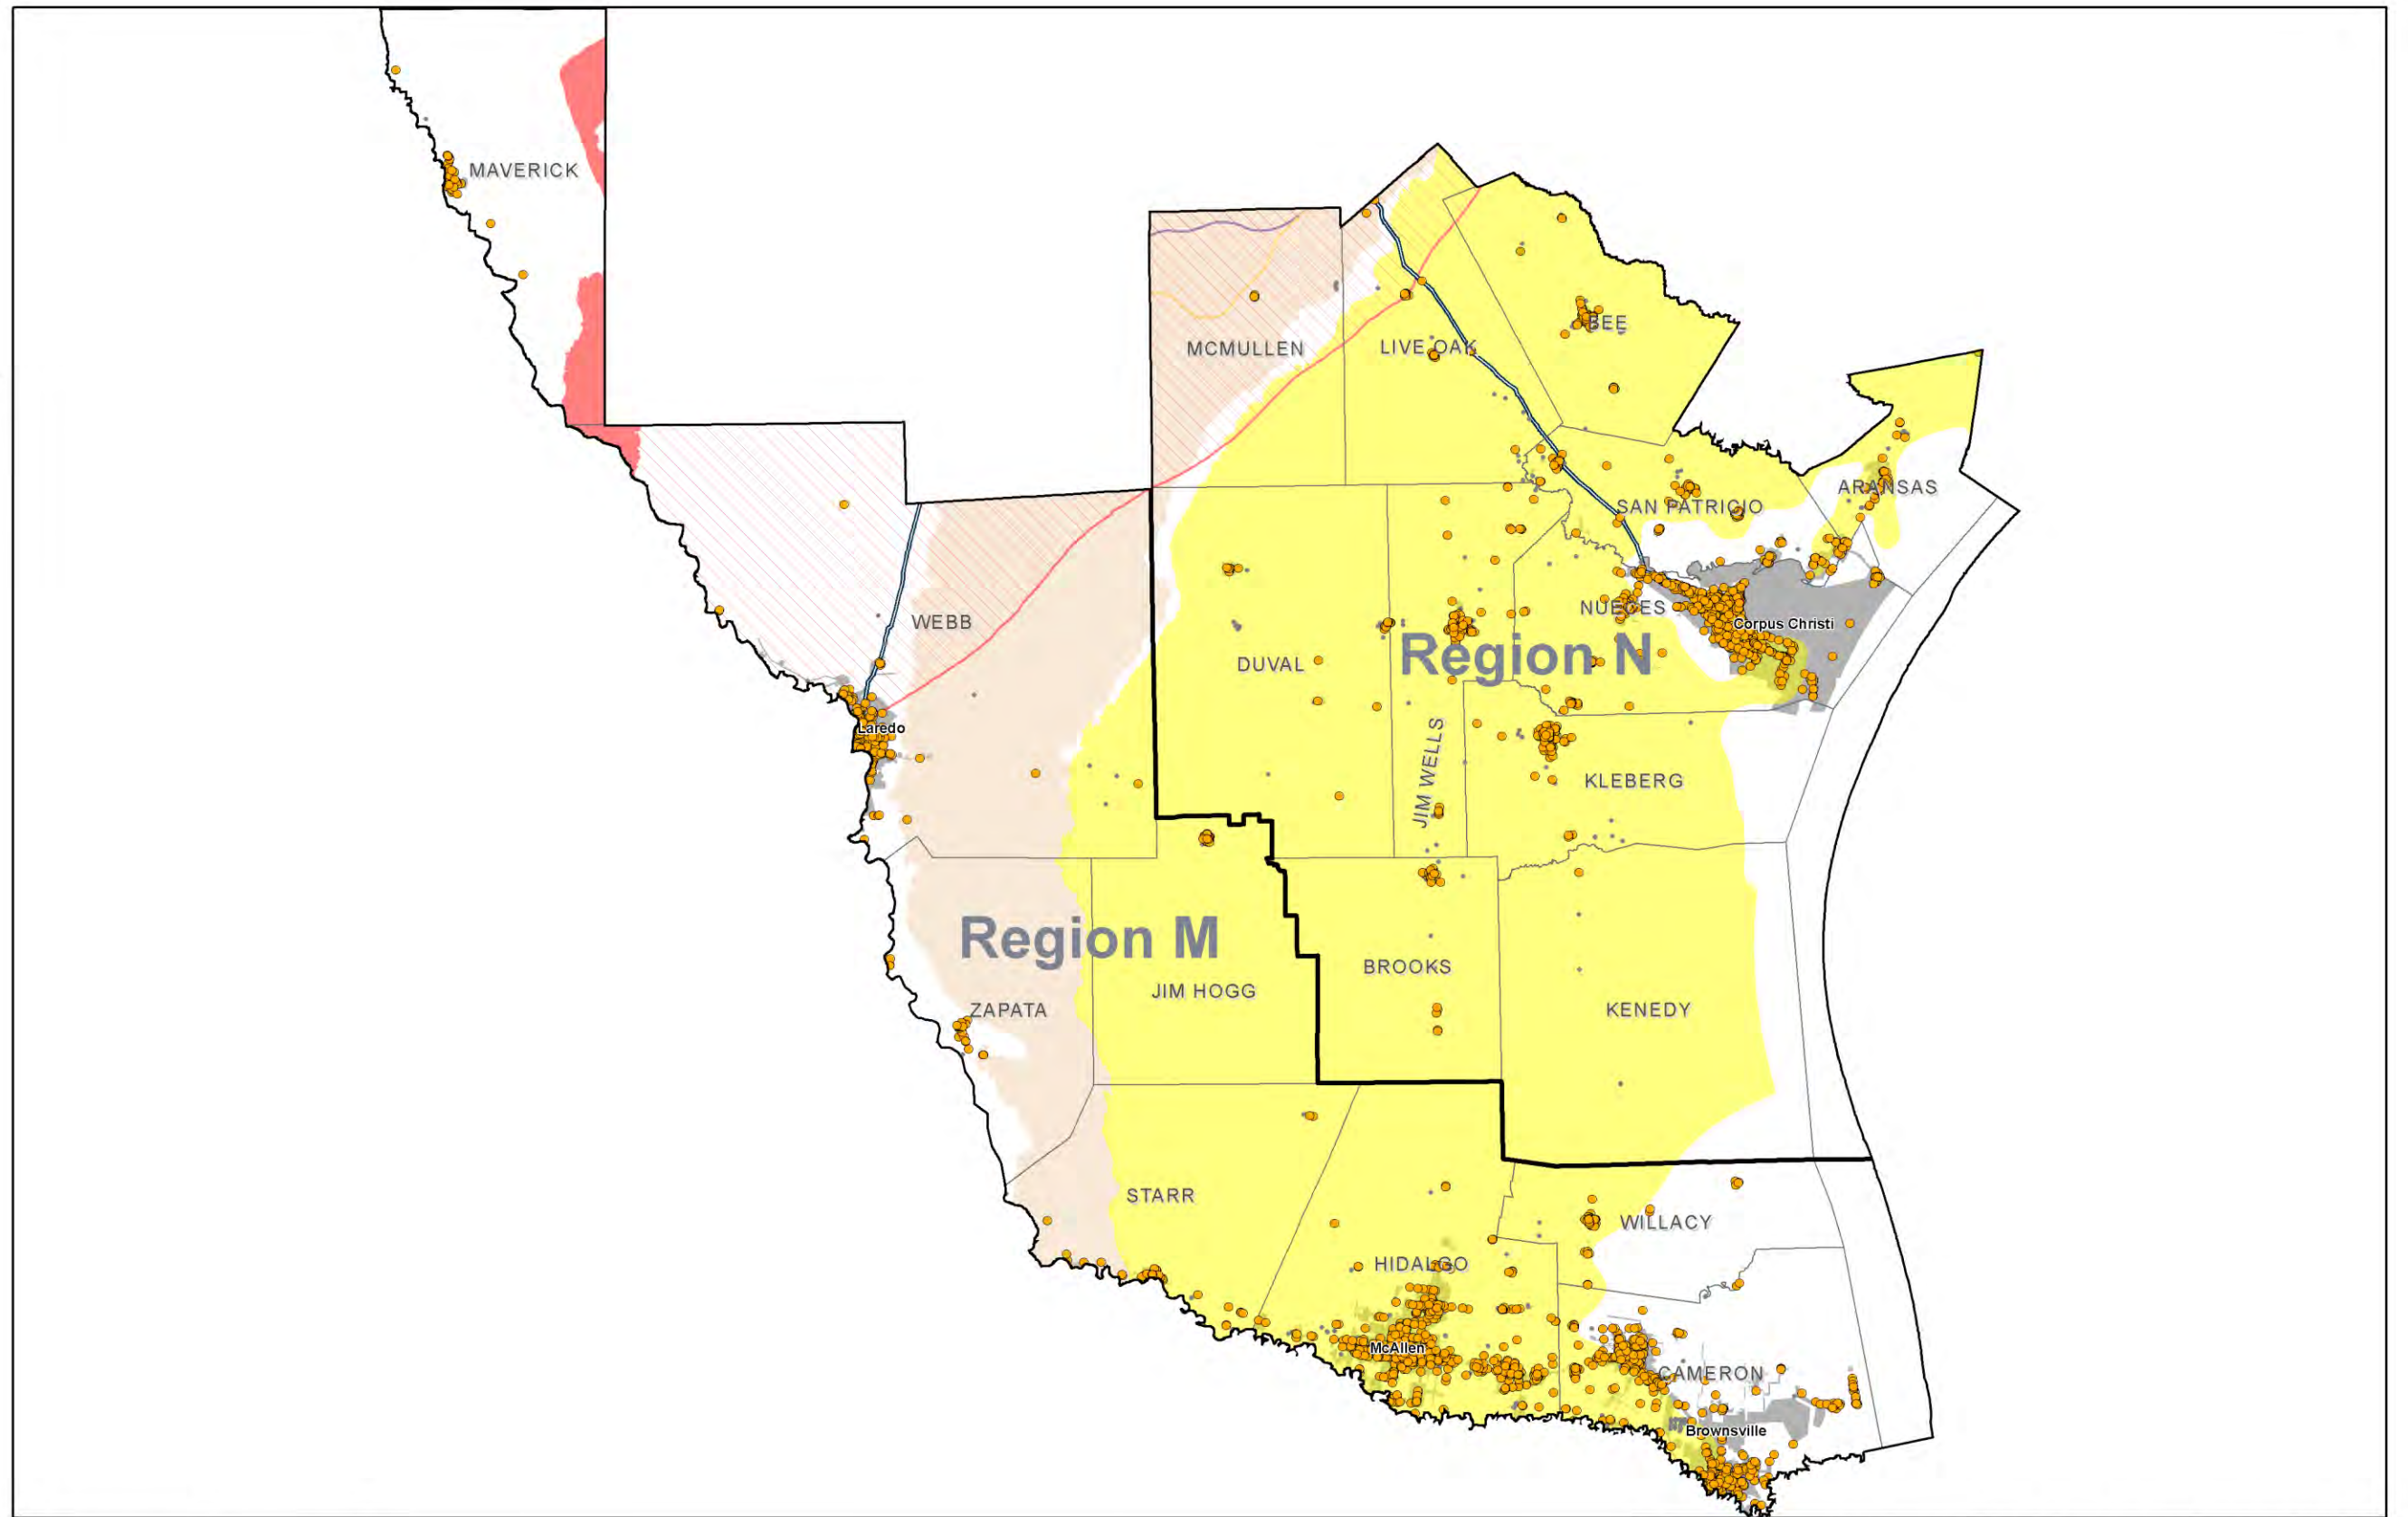 MAVERICK
BEE
MCMULLEN
LIVE OAK
ARANSAS
SAN PATRICIO
NUECES
WEBB
Corpus Christi
DUVAL
Region N
Laredo
JIM WELLS
KLEBERG
Region M
BROOKS
JIM HOGG
ZAPATA
KENEDY
STARR
WILLACY
HIDALGO
McAllen
CAMERON
Brownsville